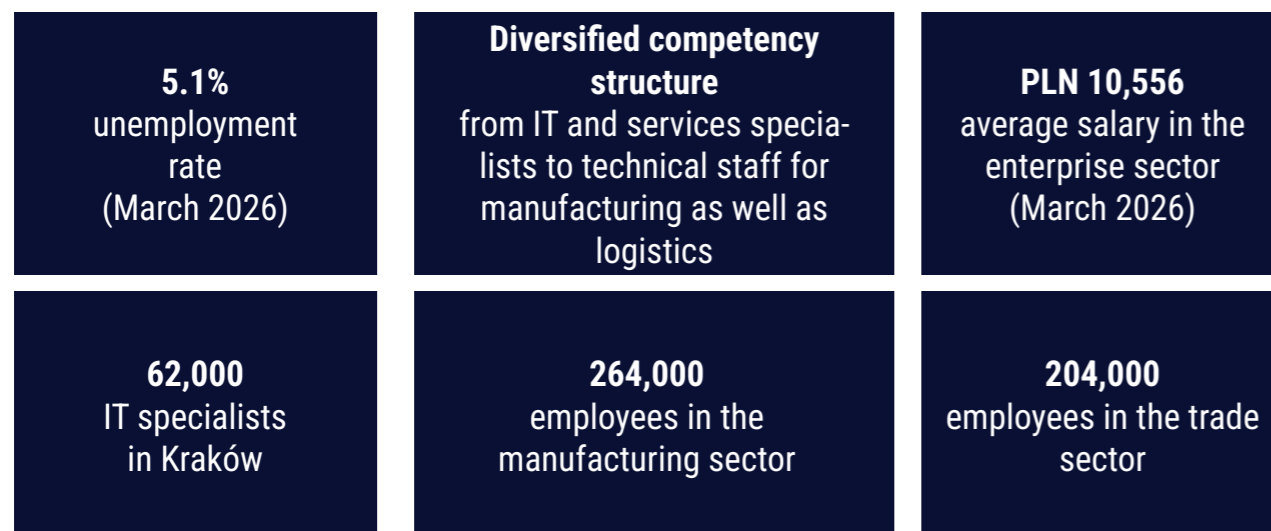 5.1%
unemployment
rate
(March 2026)
Diversified competency
structure
from IT and services specia-
lists to technical staff for
manufacturing as well as
logistics
PLN 10,556
average salary in the
enterprise sector
(March 2026)
62,000
IT specialists
in Kraków
264,000
employees in the
manufacturing sector
204,000
employees in the trade
sector